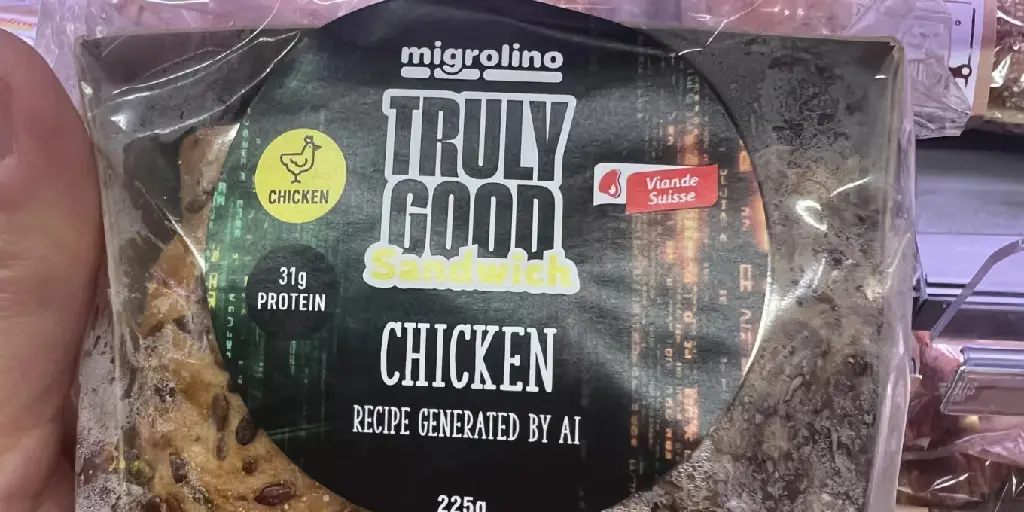 migrolino
TRULY
GOOD
Sandwich
CHICKEN
Viande
Suisse
31g
PROTEIN
CHICKEN
RECIPE GENERATED BY AI
225g